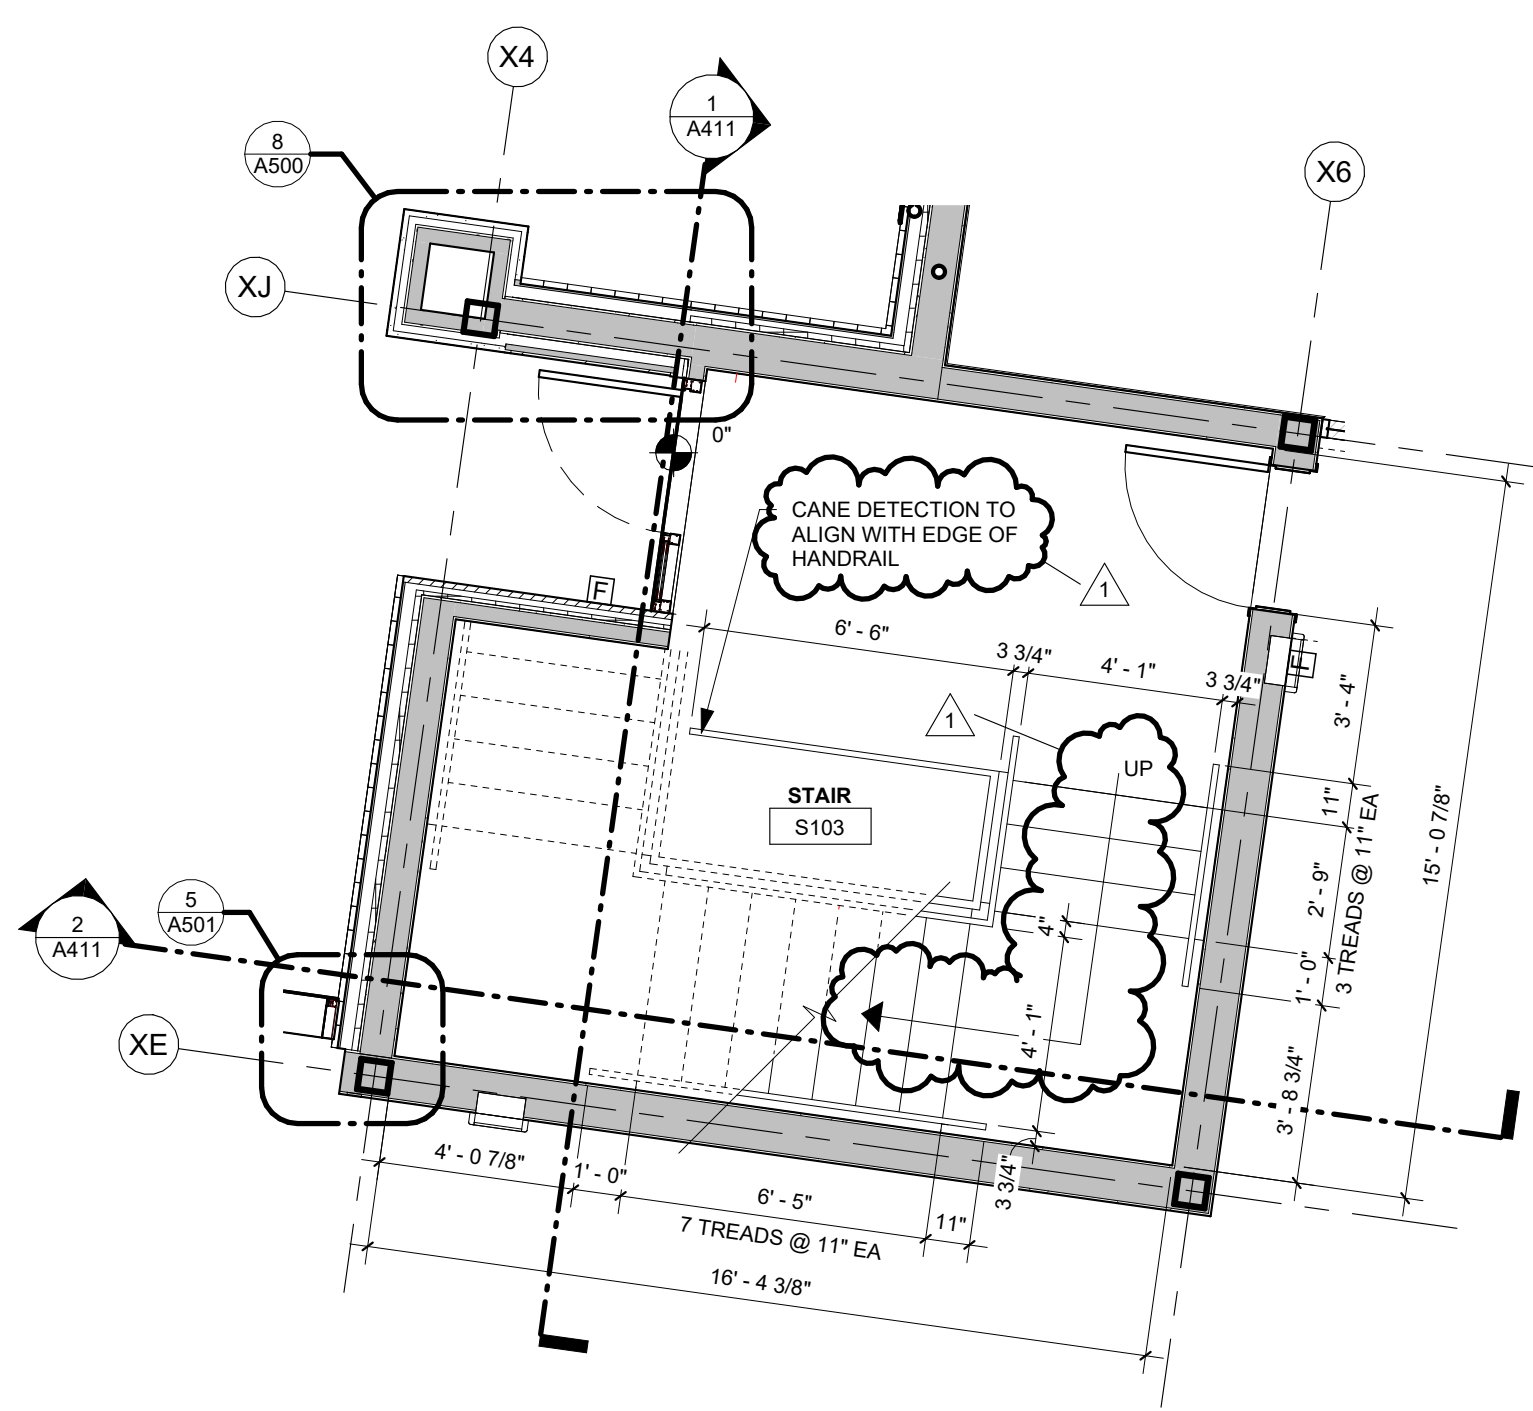 X4
1
A411
8
A500
X6
XJ
0"
CANE DETECTION TO
ALIGN WITH EDGE OF
HANDRAIL
1
F
6' - 6"
3 3/4"
4' - 1"
3 3/4"
F
3' - 4"
1
UP
STAIR
S103
11"
15' - 0 7/8"
2' - 9"
3 TREADS @ 11" EA
4"
1' - 0"
2
A411
5
A501
XE
4' - 1"
3' - 8 3/4"
4' - 0 7/8"
1' - 0"
6' - 5"
7 TREADS @ 11" EA
11"
3 3/4"
16' - 4 3/8"